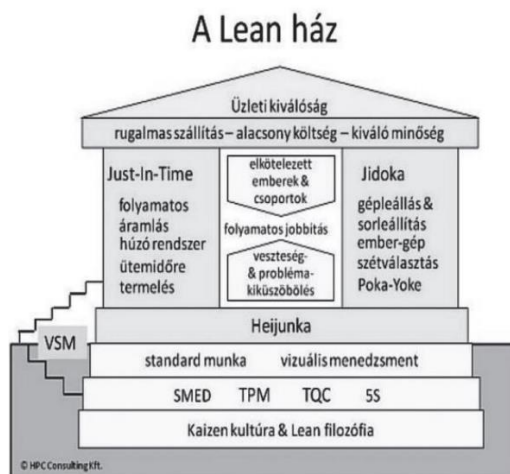 A Lean ház
Üzleti kiválóság
rugalmas szállítás – alacsony költség – kiváló minőség
Just-In-Time
folyamatos
áramlás
húzó rendszer
ütemidőre
termelés
elkötelezett
emberek &
csoportok
folyamatos jobbítás
veszteség-
& probléma-
kiküszöbölés
Jidoka
gépleállás &
sorleállítás
ember-gép
szétválasztás
Poka-Yoke
Heijunka
VSM
standard munka vizuális menedzsment
SMED TPM TQC 5S
Kaizen kultúra & Lean filozófia
© HPC Consulting Kft.